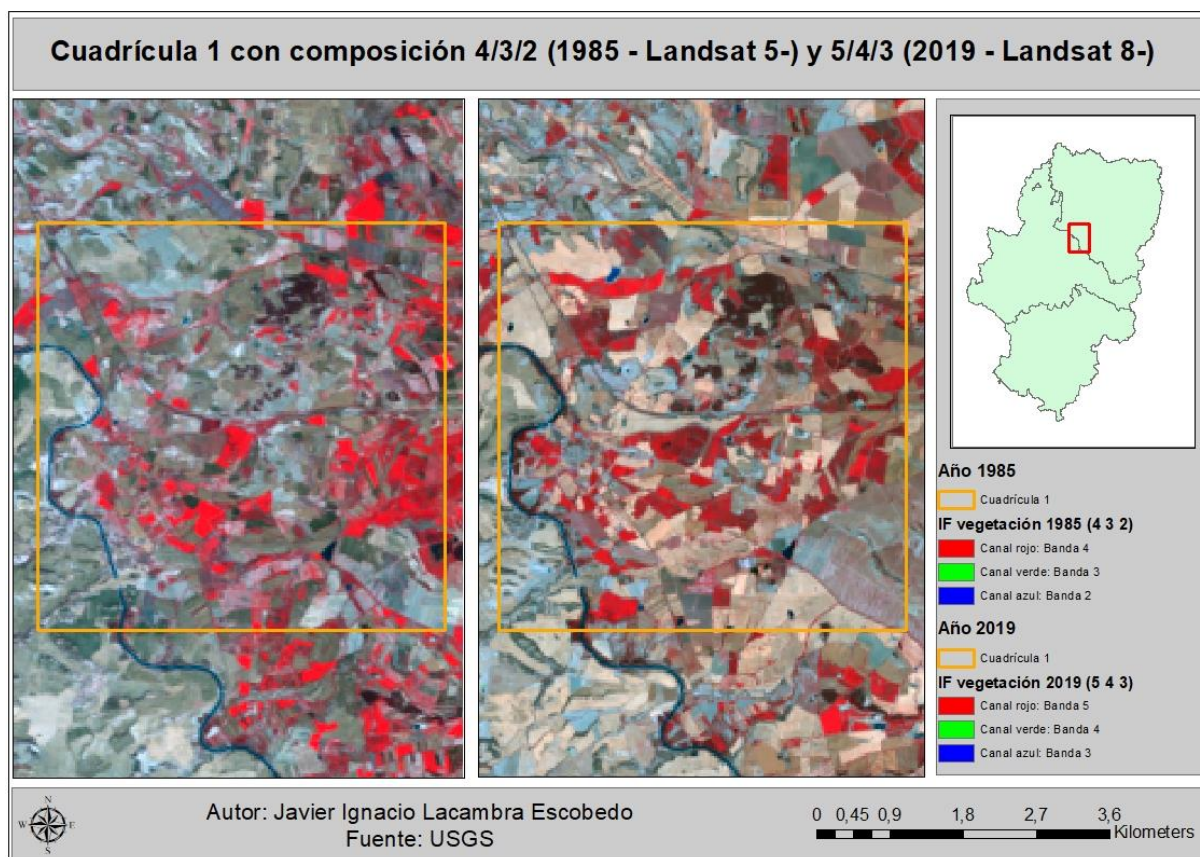 Cuadrícula 1 con composición 4/3/2 (1985 - Landsat 5-) y 5/4/3 (2019 - Landsat 8-)
Año 1985
Cuadrícula 1
IF vegetación 1985 (4 3 2)
Canal rojo: Banda 4
Canal verde: Banda 3
Canal azul: Banda 2
Año 2019
Cuadrícula 1
IF vegetación 2019 (5 4 3)
Canal rojo: Banda 5
Canal verde: Banda 4
Canal azul: Banda 3
N
W E
S
Autor: Javier Ignacio Lacambra Escobedo
Fuente: USGS
0 0,45 0,9 1,8 2,7 3,6
Kilometers